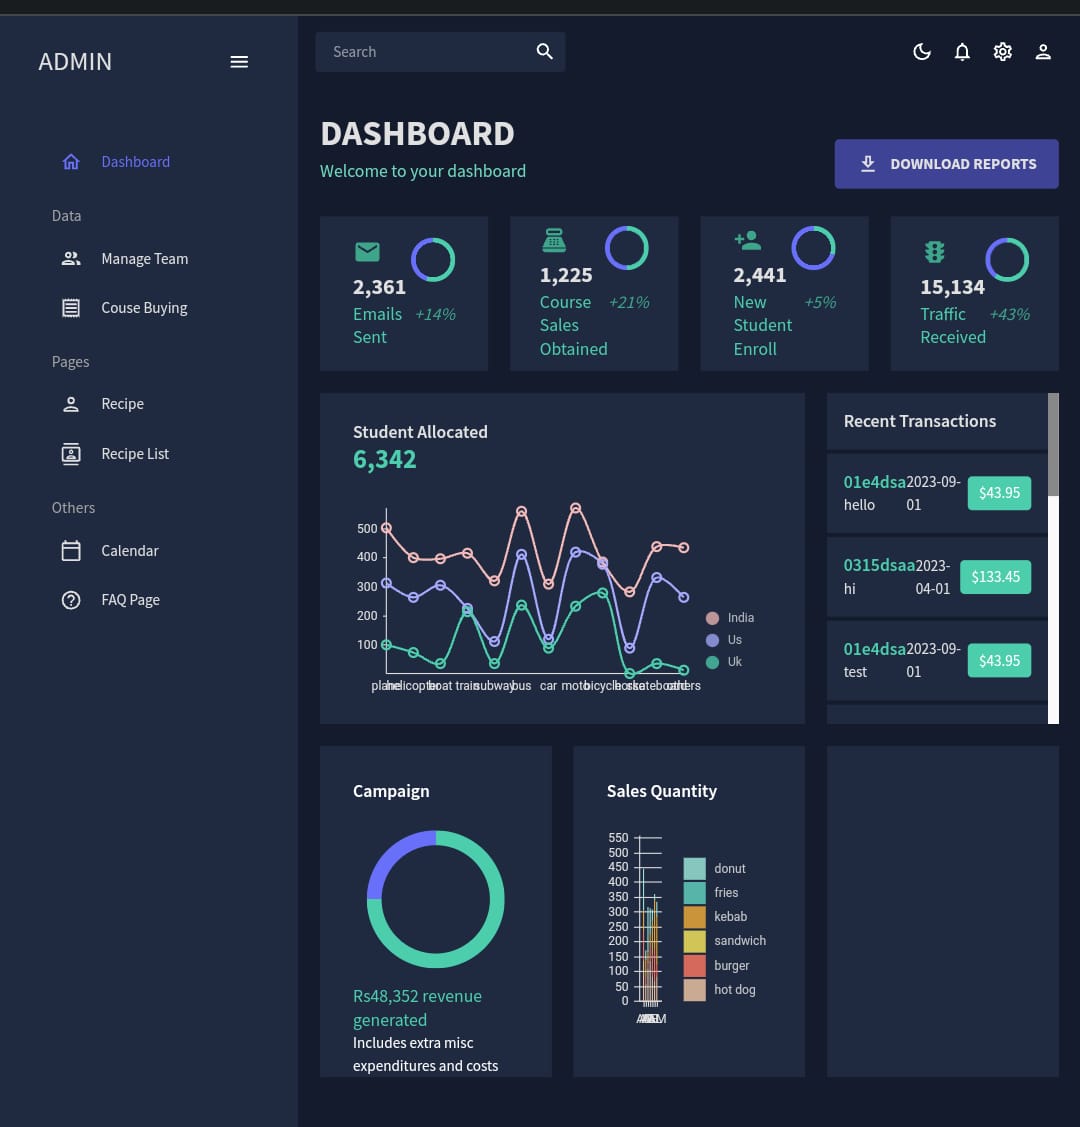 ADMIN
Search
Dashboard
Data
Manage Team
Couse Buying
Pages
Recipe
Recipe List
Others
Calendar
FAQ Page
DASHBOARD
Welcome to your dashboard
DOWNLOAD REPORTS
2,361
Emails
Sent
+14%
1,225
Course
Sales
Obtained
+21%
2,441
New
Student
Enroll
+5%
15,134
Traffic
Received
+43%
Student Allocated
6,342
500
400
300
200
100
plane helicopter boat train subway bus car moto bicycle horse skateboard others
India
Us
Uk
Recent Transactions
01e4dsa 2023-09-
hello 01
$43.95
0315dsaa 2023-
hi 04-01
$133.45
01e4dsa 2023-09-
test 01
$43.95
Campaign
Rs48,352 revenue
generated
Includes extra misc
expenditures and costs
Sales Quantity
550
500
450
400
350
300
250
200
150
100
50
0
donut
fries
kebab
sandwich
burger
hot dog